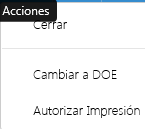 Acciones
Cerrar
Cambiar a DOE
Autorizar Impresión